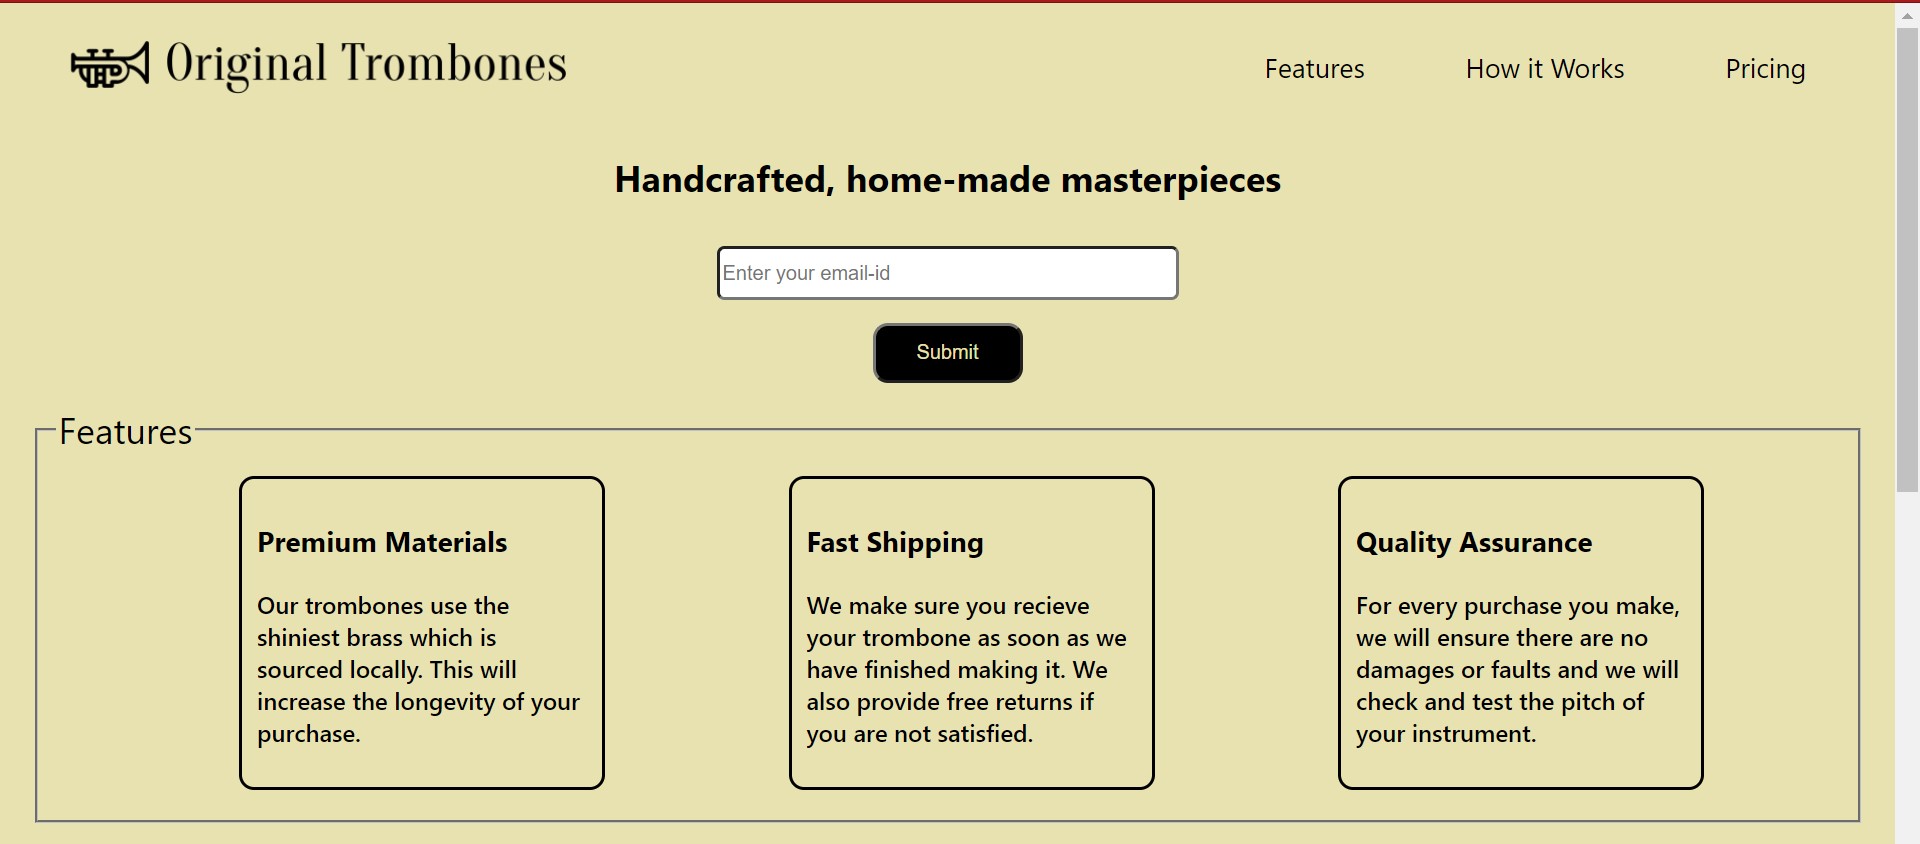 Original Trombones
Features
How it Works
Pricing
Handcrafted, home-made masterpieces
Enter your email-id
Submit
Features
Premium Materials
Our trombones use the
shiniest brass which is
sourced locally. This will
increase the longevity of your
purchase.
Fast Shipping
We make sure you recieve
your trombone as soon as we
have finished making it. We
also provide free returns if
you are not satisfied.
Quality Assurance
For every purchase you make,
we will ensure there are no
damages or faults and we will
check and test the pitch of
your instrument.